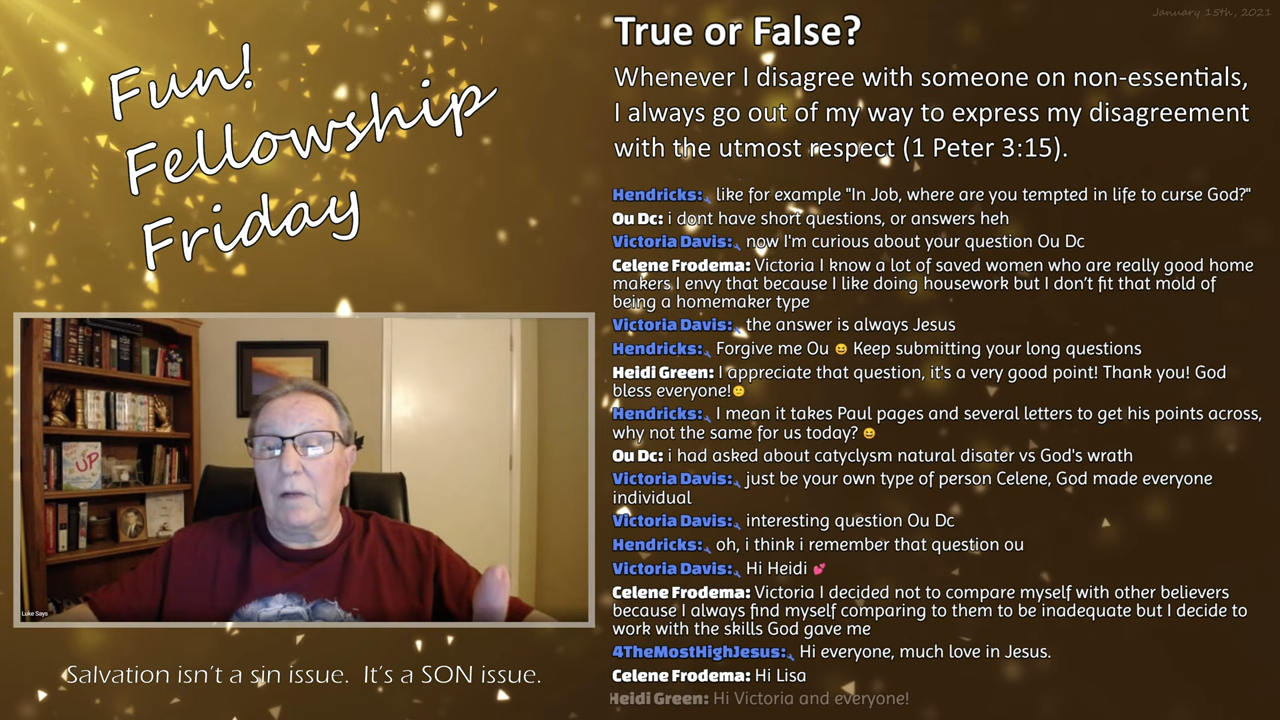 January 15th, 2021
Fun!
Fellowship
Friday
True or False?
Whenever I disagree with someone on non-essentials,
I always go out of my way to express my disagreement
with the utmost respect (1 Peter 3:15).
Hendricks: like for example "In Job, where are you tempted in life to curse God?"
Ou Dc: i dont have short questions, or answers heh
Victoria Davis: now I'm curious about your question Ou Dc
Celene Frodema: Victoria I know a lot of saved women who are really good home
makers I envy that because I like doing housework but I don't fit that mold of
being a homemaker type
Victoria Davis: the answer is always Jesus
Hendricks: Forgive me Ou 😄 Keep submitting your long questions
Heidi Green: I appreciate that question, it's a very good point! Thank you! God
bless everyone!🙂
Hendricks: I mean it takes Paul pages and several letters to get his points across,
why not the same for us today? 😄
Ou Dc: i had asked about catyclysm natural disater vs God's wrath
Victoria Davis: just be your own type of person Celene, God made everyone
individual
Victoria Davis: interesting question Ou Dc
Hendricks: oh, i think i remember that question ou
Victoria Davis: Hi Heidi 💕
Celene Frodema: Victoria I decided not to compare myself with other believers
because I always find myself comparing to them to be inadequate but I decide to
work with the skills God gave me
4TheMostHighJesus: Hi everyone, much love in Jesus.
Celene Frodema: Hi Lisa
Heidi Green: Hi Victoria and everyone!
UP
Luke Says
Salvation isn't a sin issue. It's a SON issue.